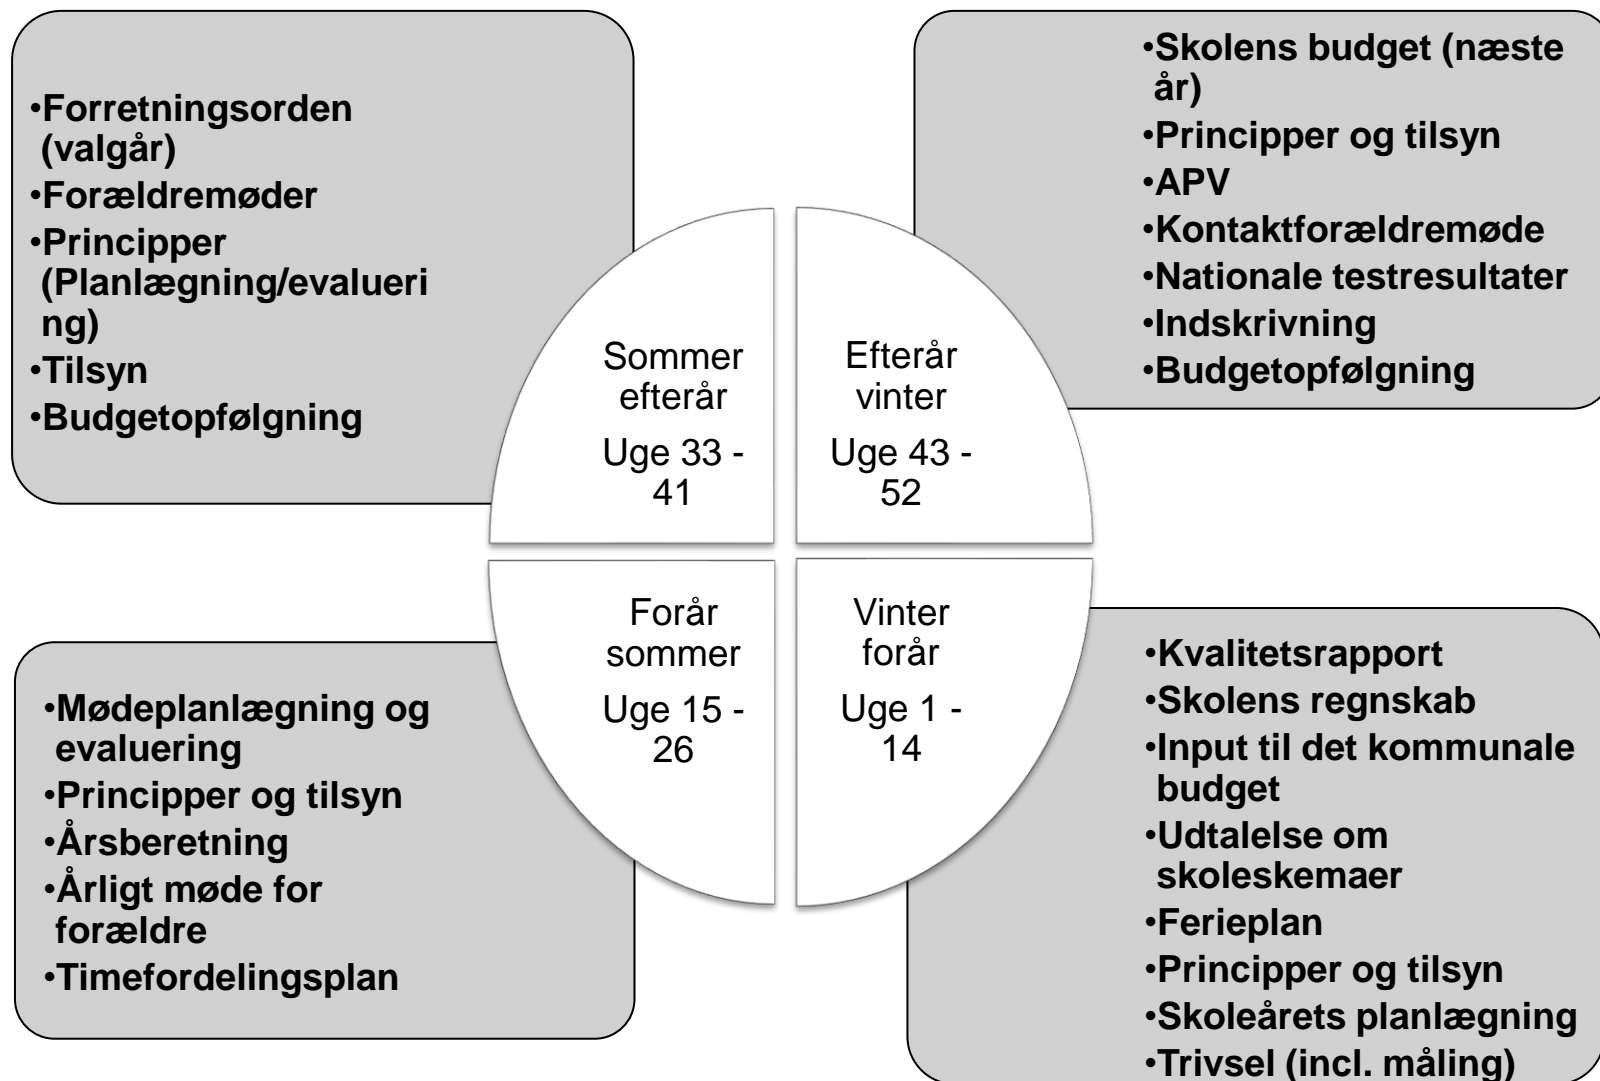 •Forretningsorden
(valgår)
•Forældremøder
•Principper
(Planlægning/evalueri
ng)
•Tilsyn
•Budgetopfølgning
•Skolens budget (næste
år)
•Principper og tilsyn
•APV
•Kontaktforældremøde
•Nationale testresultater
•Indskrivning
•Budgetopfølgning
Sommer
efterår
Uge 33 -
41
Efterår
vinter
Uge 43 -
52
Forår
sommer
Uge 15 -
26
Vinter
forår
Uge 1 -
14
•Mødeplanlægning og
evaluering
•Principper og tilsyn
•Årsberetning
•Årligt møde for
forældre
•Timefordelingsplan
•Kvalitetsrapport
•Skolens regnskab
•Input til det kommunale
budget
•Udtalelse om
skoleskemaer
•Ferieplan
•Principper og tilsyn
•Skoleårets planlægning
•Trivsel (incl. måling)